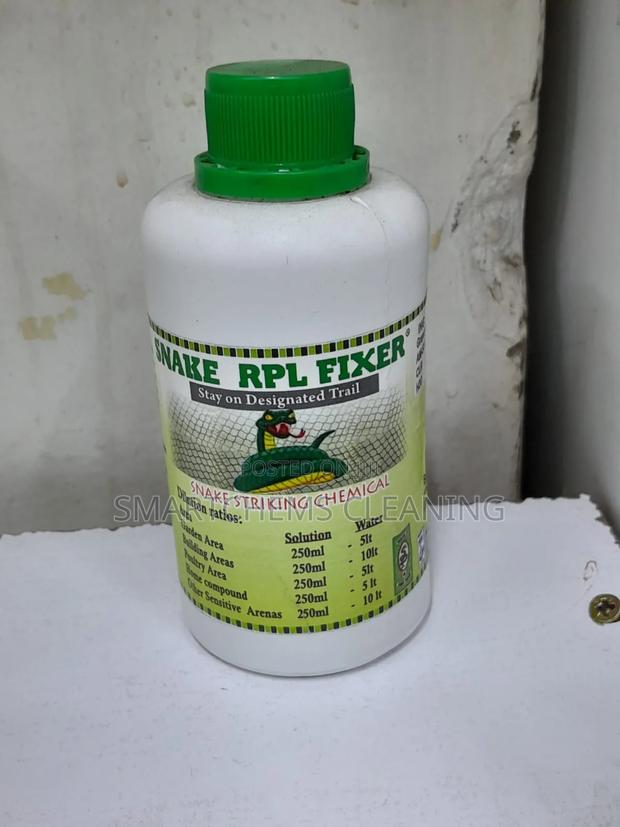 SNAKE RPL FIXER®
Stay on Designated Trail
POSTED ON
SNAKE STRIKING CHEMICAL
SMARTHEMS CLEANING
Dilution ratios:
Solution Water
Garden Area 250ml - 5lt
Building Areas 250ml - 10lt
Poultry Area 250ml - 5lt
Home compound 250ml - 5 lt
Other Sensitive Arenas 250ml - 10 lt